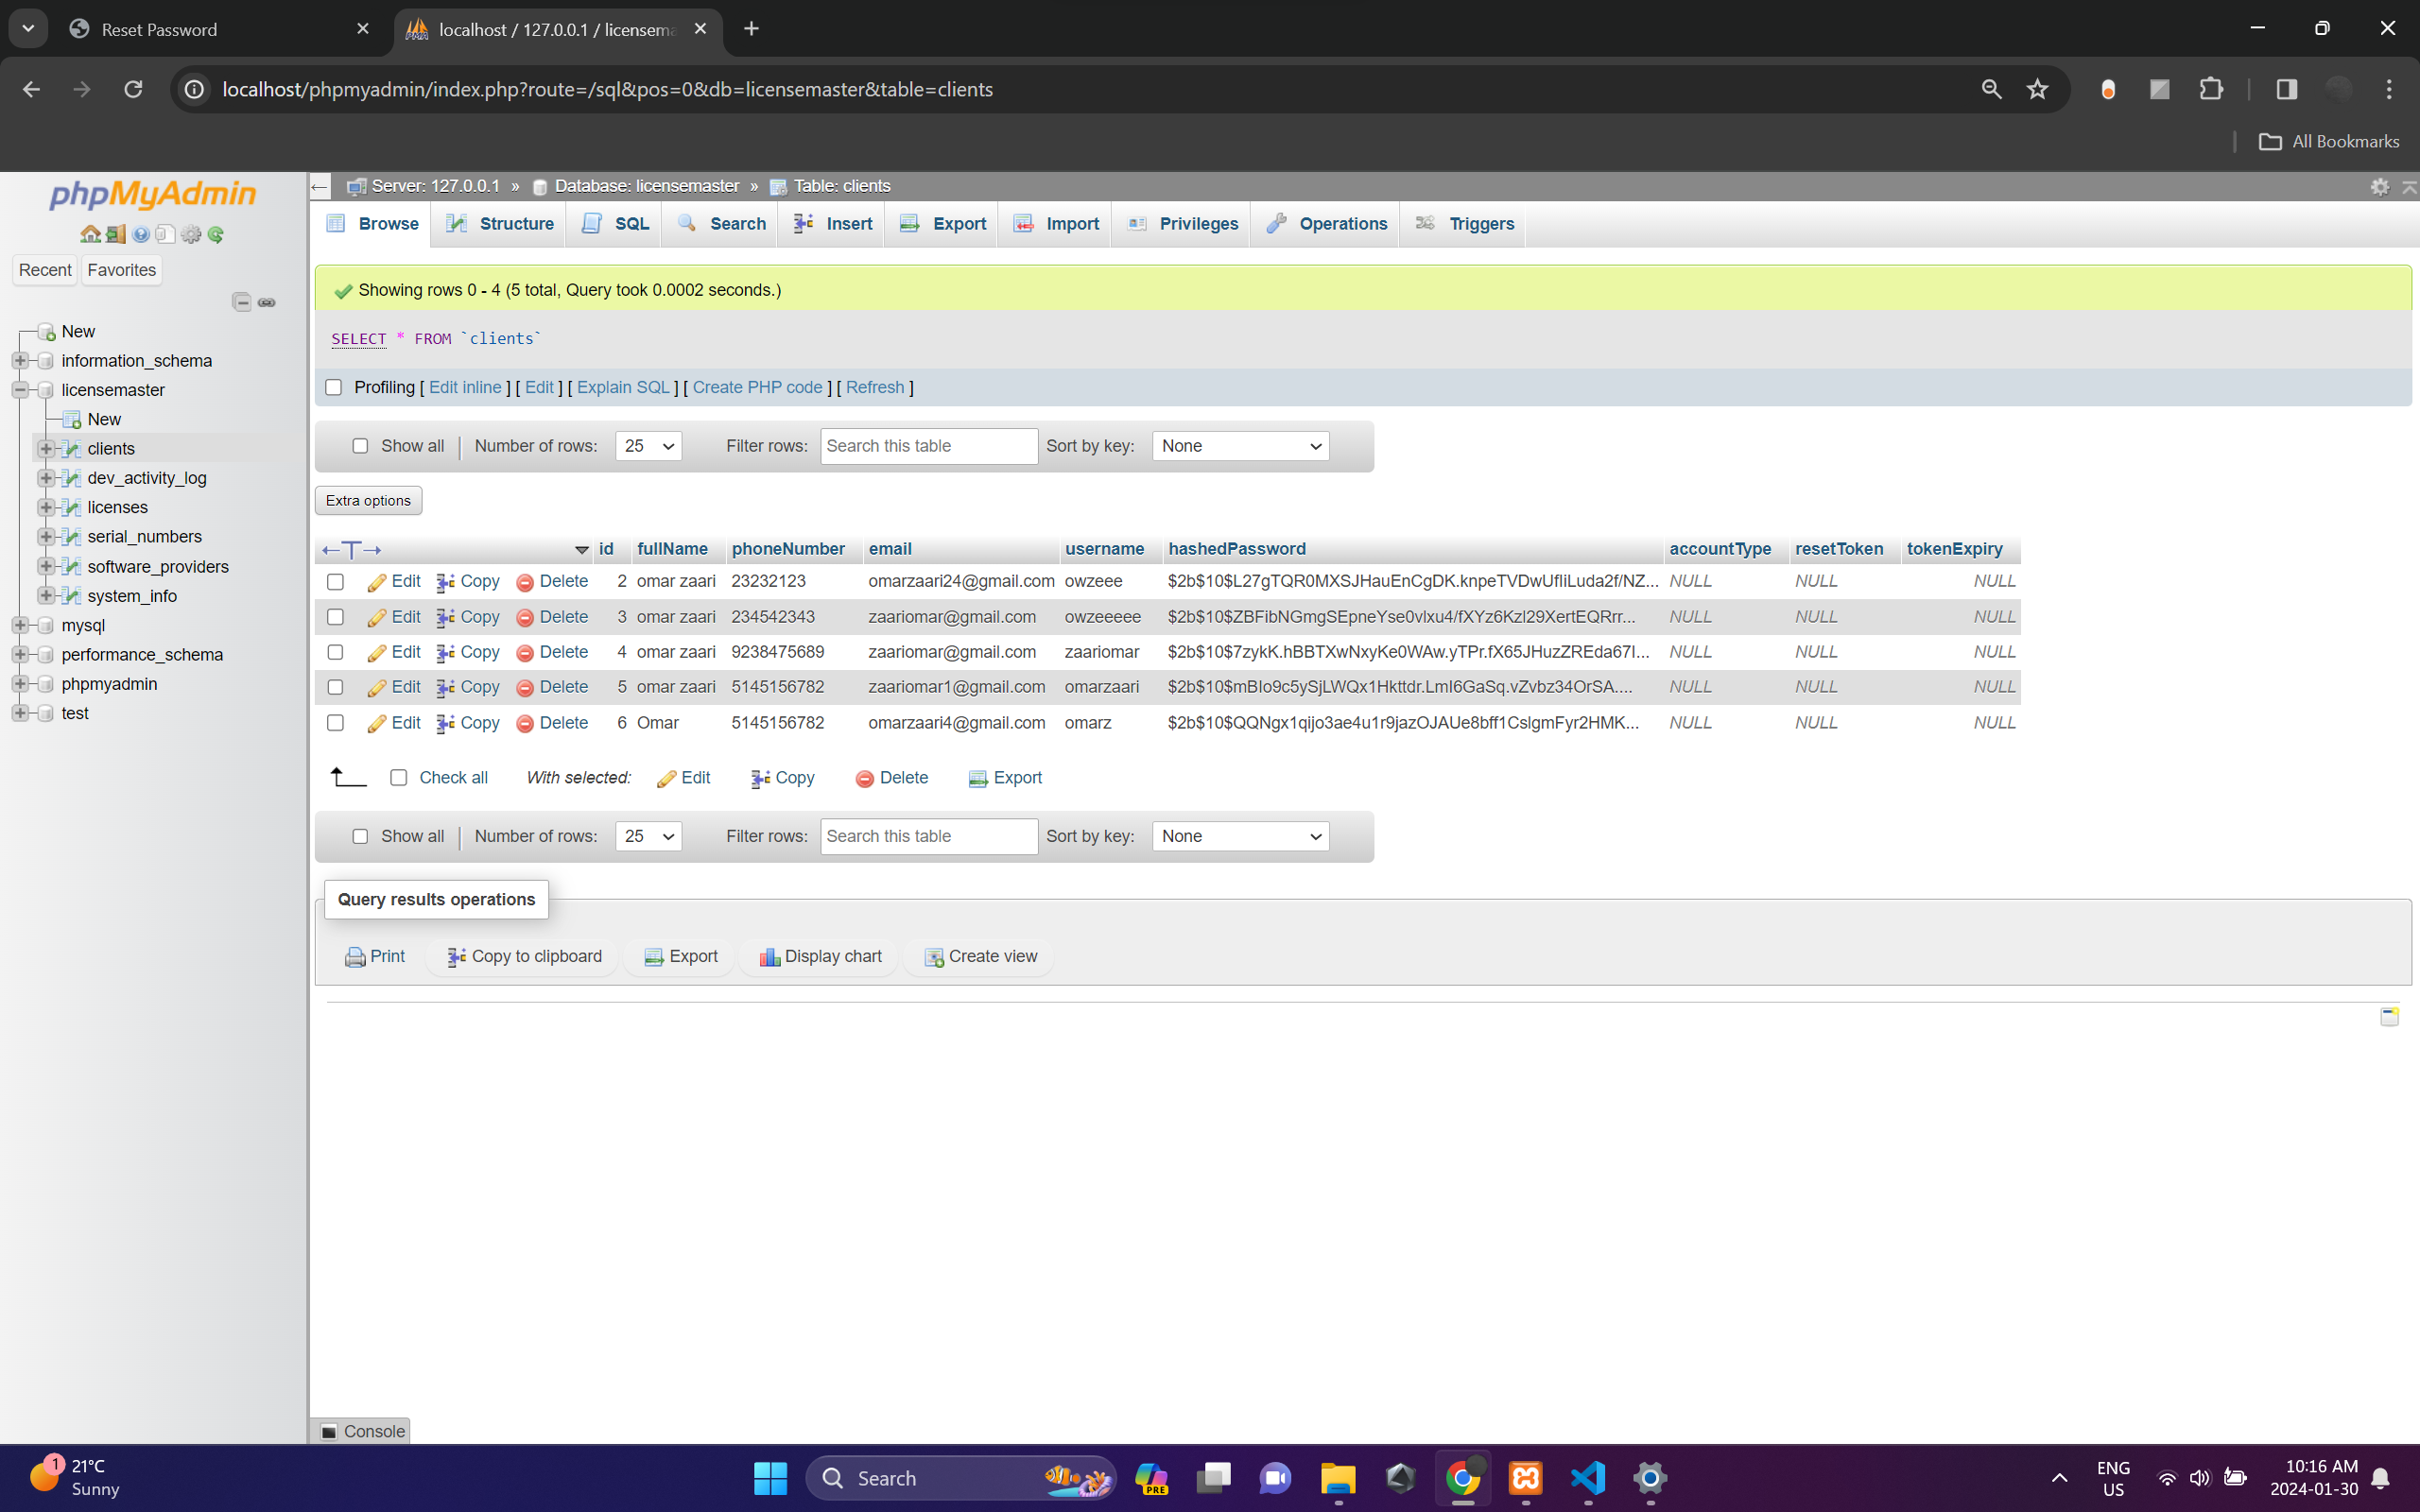 Reset Password
localhost / 127.0.0.1 / licensema
localhost/phpmyadmin/index.php?route=/sql&pos=0&db=licensemaster&table=clients
All Bookmarks
phpMyAdmin
Recent Favorites
New
information_schema
licensemaster
New
clients
dev_activity_log
licenses
serial_numbers
software_providers
system_info
mysql
performance_schema
phpmyadmin
test
Server: 127.0.0.1 » Database: licensemaster » Table: clients
Browse Structure SQL Search Insert Export Import Privileges Operations Triggers
Showing rows 0 - 4 (5 total, Query took 0.0002 seconds.)
SELECT * FROM `clients`
Profiling [ Edit inline ] [ Edit ] [ Explain SQL ] [ Create PHP code ] [ Refresh ]
Show all Number of rows: 25 Filter rows: Search this table Sort by key: None
Extra options
←T→ id fullName phoneNumber email username hashedPassword accountType resetToken tokenExpiry
Edit Copy Delete 2 omar zaari 23232123 omarzaari24@gmail.com owzeee $2b$10$L27gTQR0MXSJHauEnCgDK.knpeTVDwUfliLuda2f/NZ... NULL NULL NULL
Edit Copy Delete 3 omar zaari 234542343 zaariomar@gmail.com owzeeeee $2b$10$ZBFibNGmgSEpneYse0vlxu4/fXYz6Kzl29XertEQRrr... NULL NULL NULL
Edit Copy Delete 4 omar zaari 9238475689 zaariomar@gmail.com zaariomar $2b$10$7zykK.hBBTXwNxyKe0WAw.yTPr.fX65JHuzZREda67l... NULL NULL NULL
Edit Copy Delete 5 omar zaari 5145156782 zaariomar1@gmail.com omarzaari $2b$10$mBlo9c5ySjLWQx1Hkttdr.Lml6GaSq.vZvbz34OrSA.... NULL NULL NULL
Edit Copy Delete 6 Omar 5145156782 omarzaari4@gmail.com omarz $2b$10$QQNgx1qijo3ae4u1r9jazOJAUe8bff1CslgmFyr2HMK... NULL NULL NULL
Check all With selected: Edit Copy Delete Export
Show all Number of rows: 25 Filter rows: Search this table Sort by key: None
Query results operations
Print Copy to clipboard Export Display chart Create view
Console
1 21°C
Sunny
Search
PRE
ENG
US
10:16 AM
2024-01-30